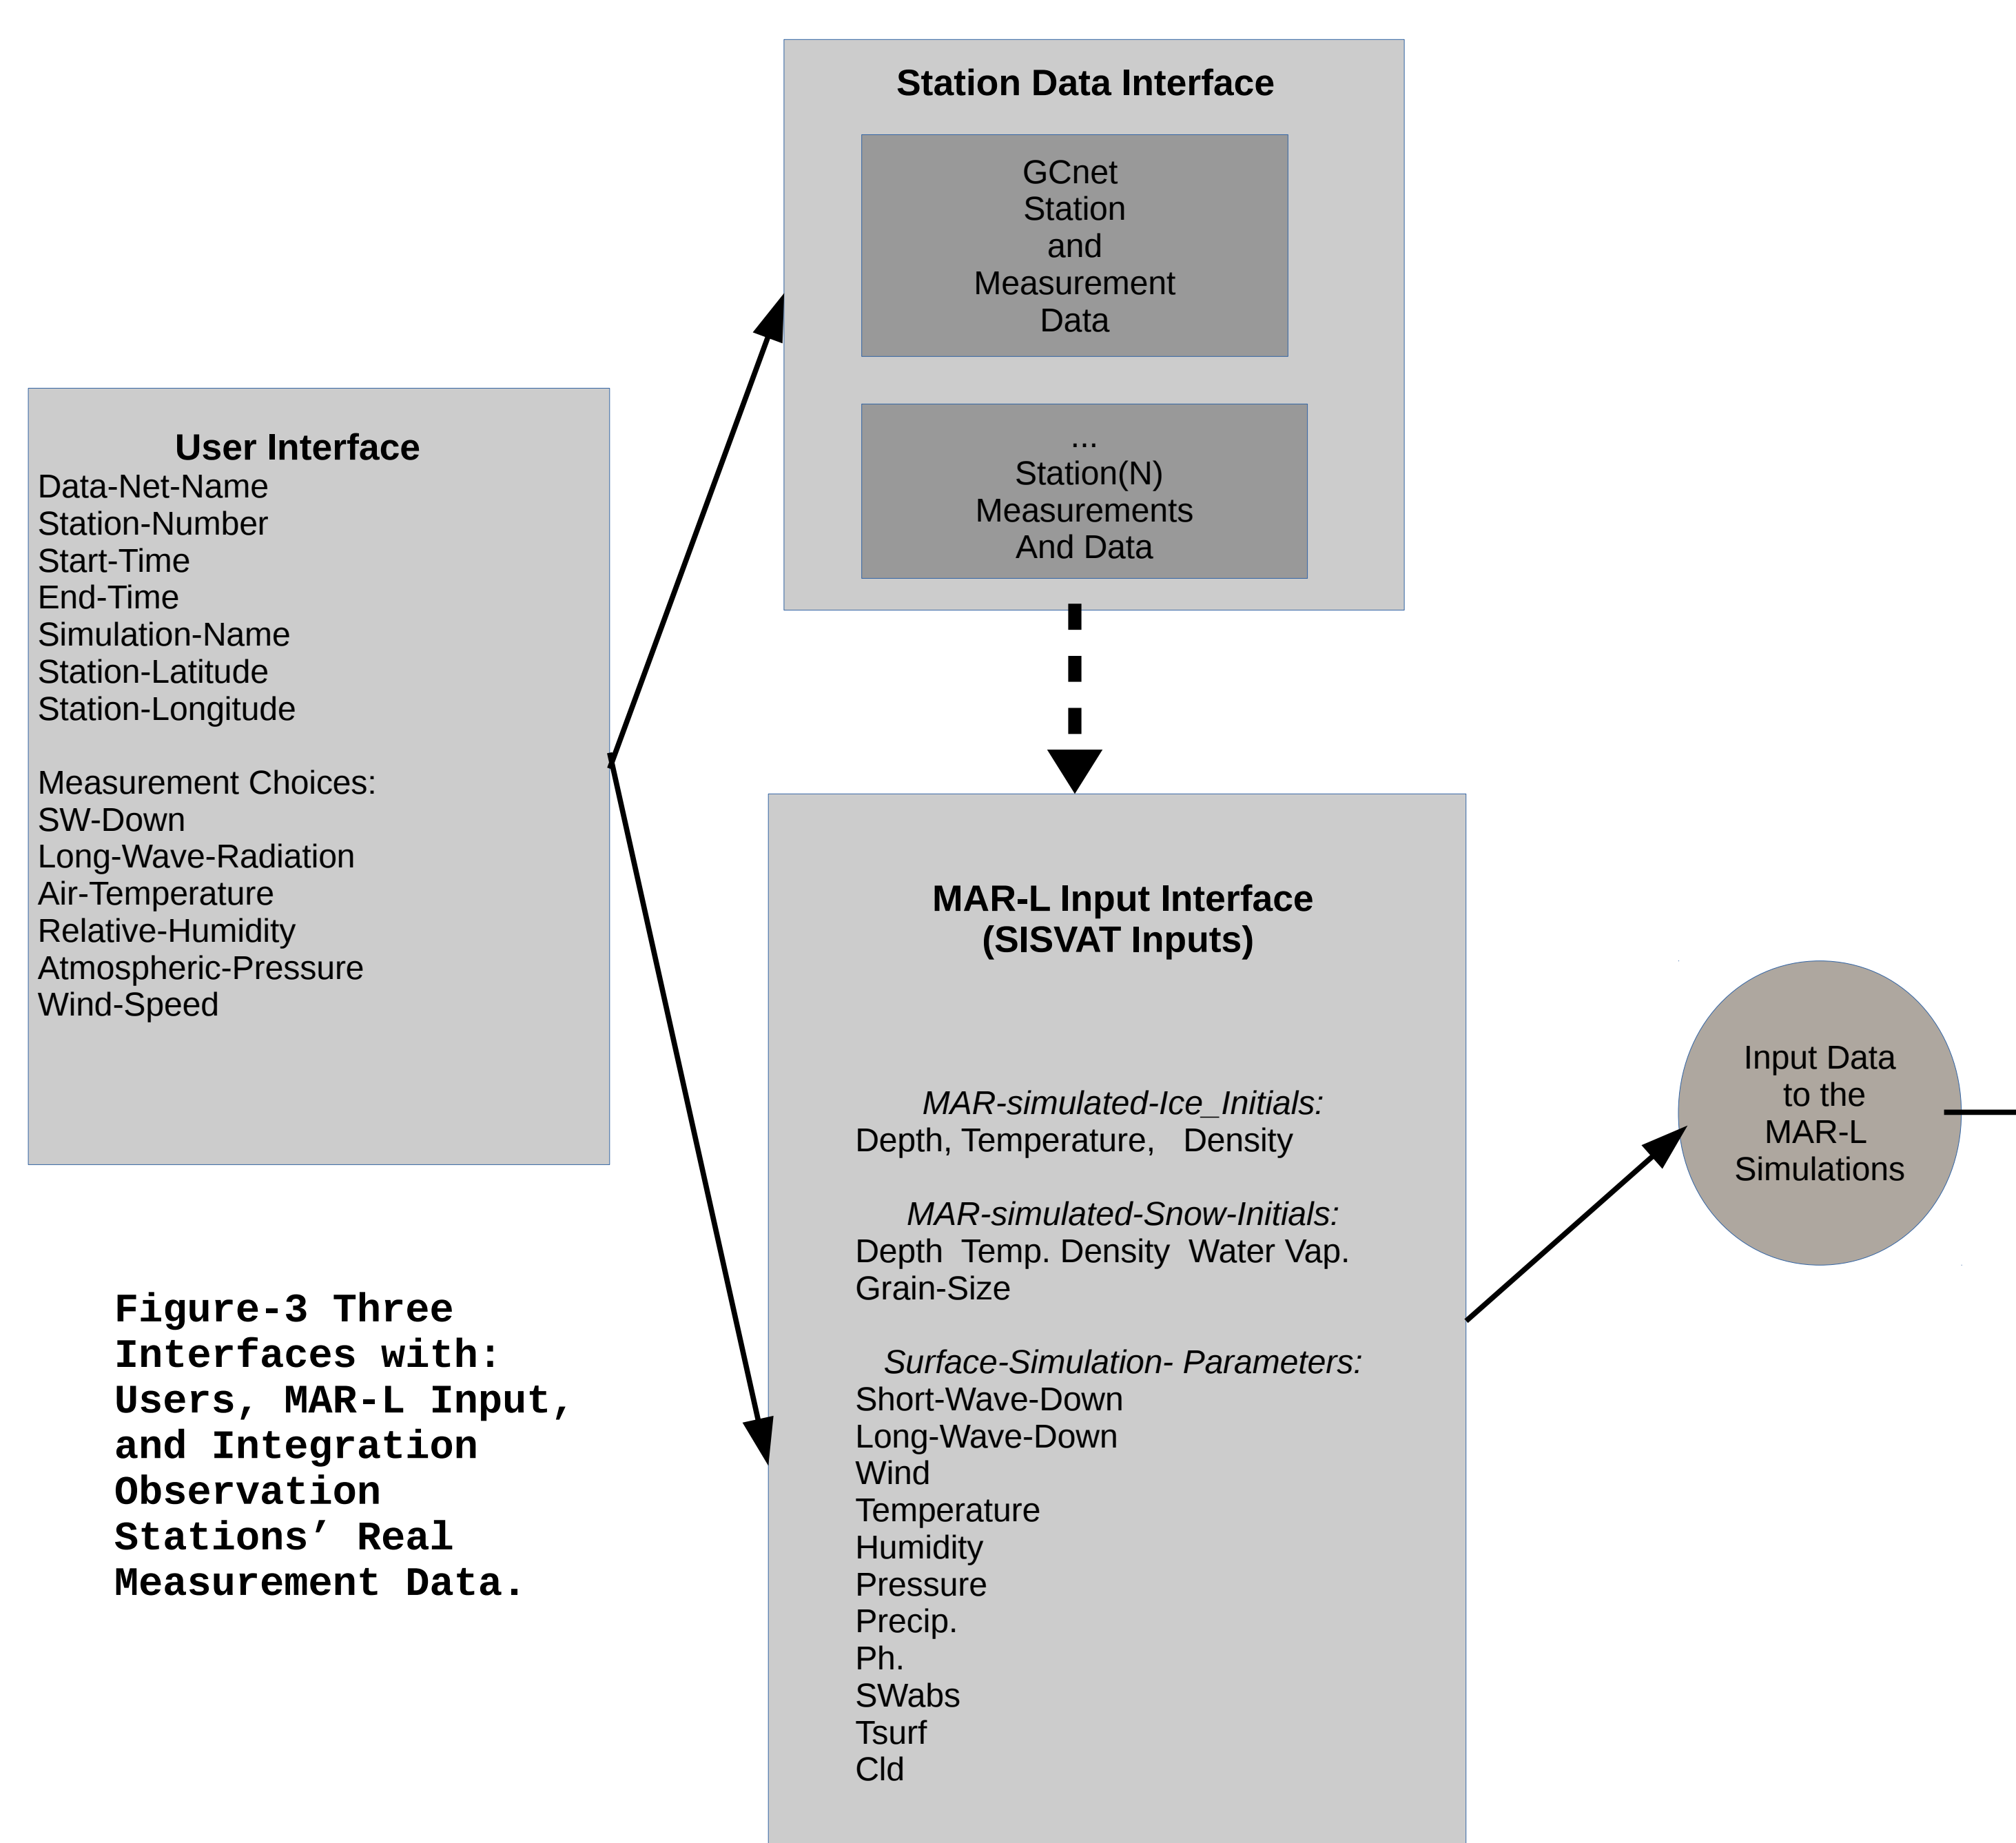 Station Data Interface
GCnet
Station
and
Measurement
Data
...
Station(N)
Measurements
And Data
User Interface
Data-Net-Name
Station-Number
Start-Time
End-Time
Simulation-Name
Station-Latitude
Station-Longitude
Measurement Choices:
SW-Down
Long-Wave-Radiation
Air-Temperature
Relative-Humidity
Atmospheric-Pressure
Wind-Speed
MAR-L Input Interface
(SISVAT Inputs)
MAR-simulated-Ice_Initials:
Depth, Temperature, Density
MAR-simulated-Snow-Initials:
Depth Temp. Density Water Vap.
Grain-Size
Surface-Simulation- Parameters:
Short-Wave-Down
Long-Wave-Down
Wind
Temperature
Humidity
Pressure
Precip.
Ph.
SWabs
Tsurf
Cld
Input Data
to the
MAR-L
Simulations
Figure-3 Three
Interfaces with:
Users, MAR-L Input,
and Integration
Observation
Stations’ Real
Measurement Data.